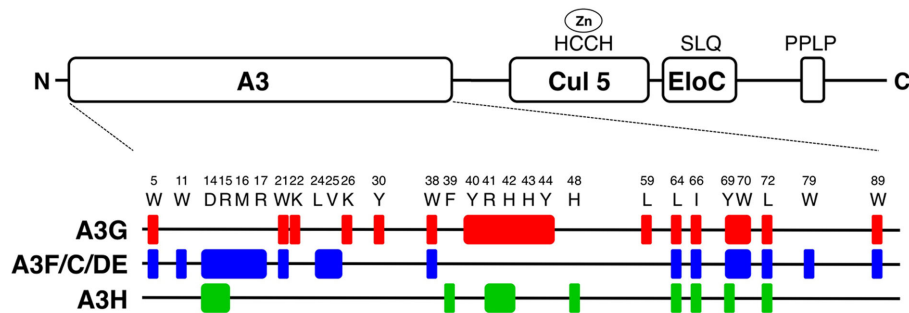 Zn
HCCH SLQ PPLP
N A3 Cul 5 EloC C
5 11 14 15 16 17 21 22 24 25 26 30 38 39 40 41 42 43 44 48 59 64 66 69 70 72 79 89
W W D R M R W K L V K Y W F Y R H H Y H L L I Y W L W W
A3G
A3F/C/DE
A3H